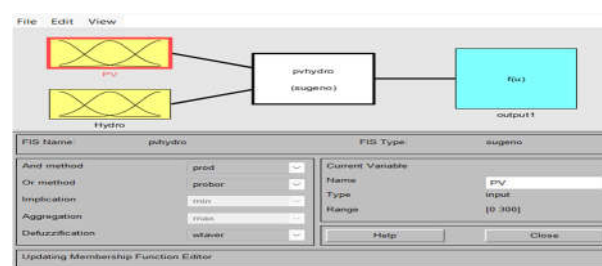 File Edit View
PV
Hydro
pvhydro
(sugeno)
f(u)
output1
FIS Name: pvhydro FIS Type: sugeno
And method prod
Or method probor
Implication min
Aggregation max
Defuzzification wtaver
Current Variable
Name PV
Type input
Range [0 300]
Help Close
Updating Membership Function Editor